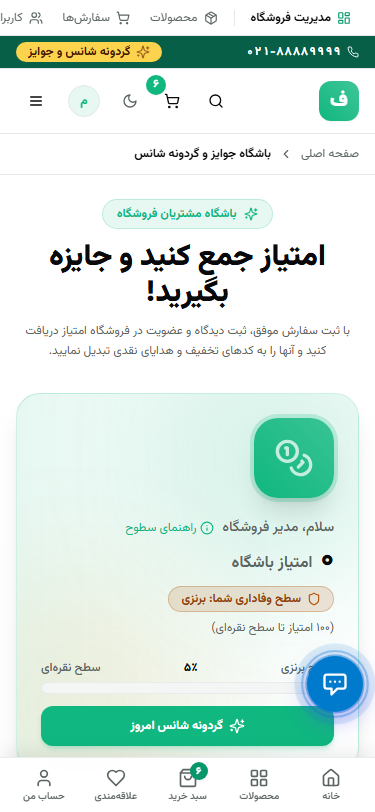 مدیریت فروشگاه
محصولات
سفارش‌ها
۰۲۱-۸۸۸۸۹۹۹۹
گردونه شانس و جوایز
ف
۶
م
صفحه اصلی
باشگاه جوایز و گردونه شانس
باشگاه مشتریان فروشگاه
امتیاز جمع کنید و جایزه
بگیرید!
با ثبت سفارش موفق، ثبت دیدگاه و عضویت در فروشگاه امتیاز دریافت
کنید و آنها را به کدهای تخفیف و هدایای نقدی تبدیل نمایید.
سلام، مدیر فروشگاه
راهنمای سطوح
۰ امتیاز باشگاه
سطح وفاداری شما: برنزی
(۱۰۰ امتیاز تا سطح نقره‌ای)
برنزی
۵٪
سطح نقره‌ای
گردونه شانس امروز
خانه
محصولات
۶
سبد خرید
علاقه‌مندی
حساب من